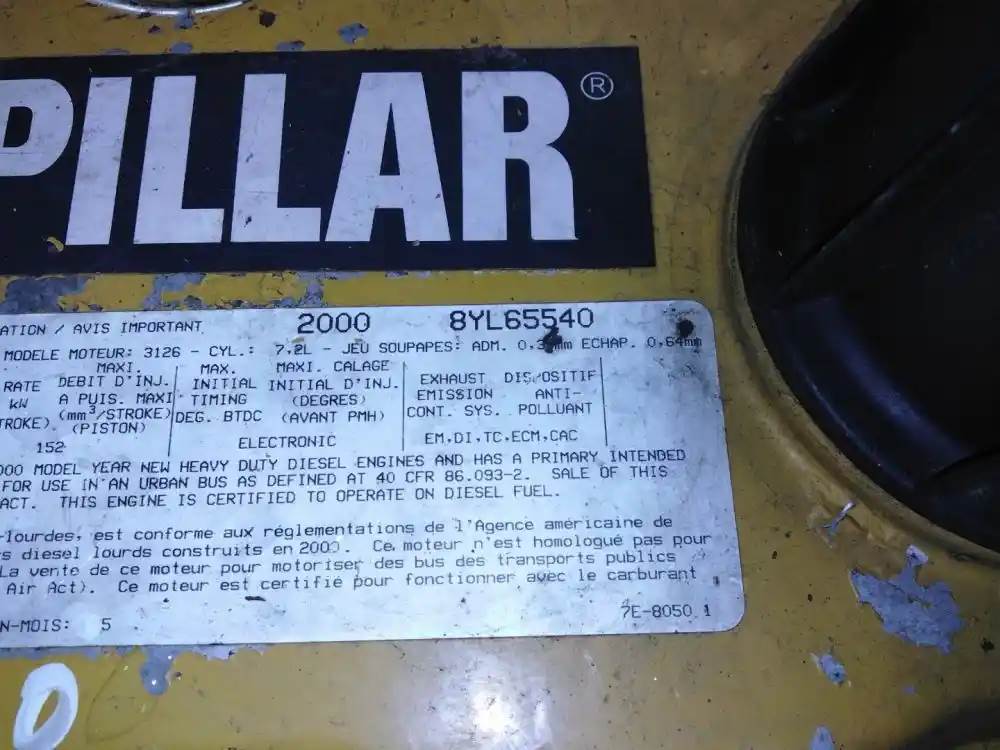 PILLAR®
ATION / AVIS IMPORTANT 2000 8YL65540
MODELE MOTEUR: 3126 - CYL.: 7,2L - JEU SOUPAPES: ADM. ECHAP. 0,64mm
MAXI. MAX. MAXI. CALAGE
RATE DEBIT D'INJ. INITIAL INITIAL D'INJ. EXHAUST DISPOSITIF
kW A PUIS. MAXI TIMING (DEGRES) EMISSION ANTI-
TROKE). (mm³/STROKE) DEG. BTDC (AVANT PMH) CONT. SYS. POLLUANT
(PISTON)
152 ELECTRONIC EM,DI,TC,ECM,CAC
000 MODEL YEAR NEW HEAVY DUTY DIESEL ENGINES AND HAS A PRIMARY INTENDED
FOR USE IN AN URBAN BUS AS DEFINED AT 40 CFR 86.093-2. SALE OF THIS
ACT. THIS ENGINE IS CERTIFIED TO OPERATE ON DIESEL FUEL.
-lourdes, est conforme aux réglementations de l'Agence américaine de
s diesel lourds construits en 2000. Ce moteur n'est homologué pas pour
La vente de ce moteur pour motoriser des bus des transports publics
Air Act). Ce moteur est certifié pour fonctionner avec le carburant
7E-8050 1
N-MOIS: 5
0